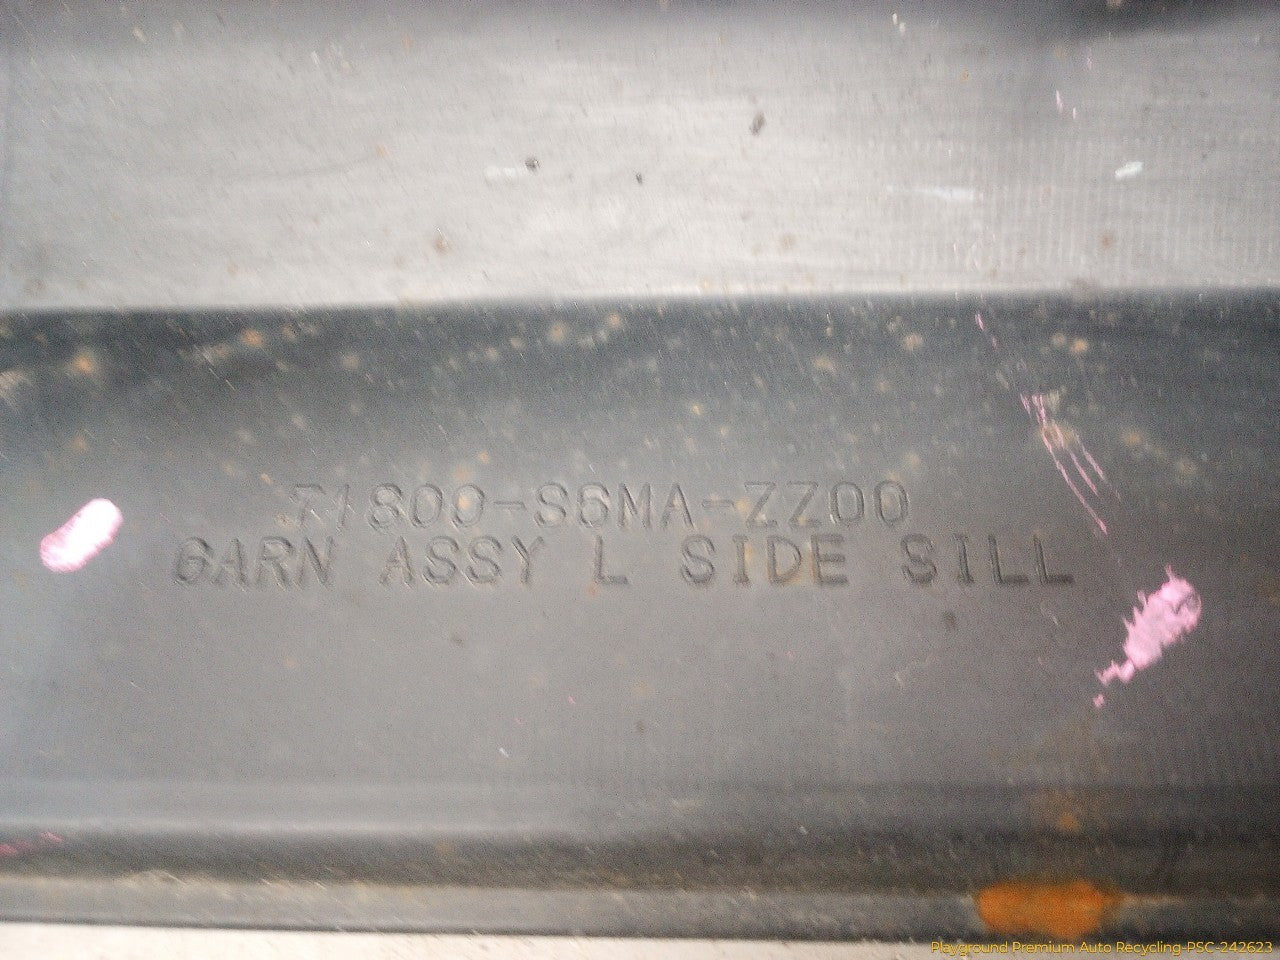 71800-S6MA-ZZ00
GARN ASSY L SIDE SILL
Playground Premium Auto Recycling-PSC-242623